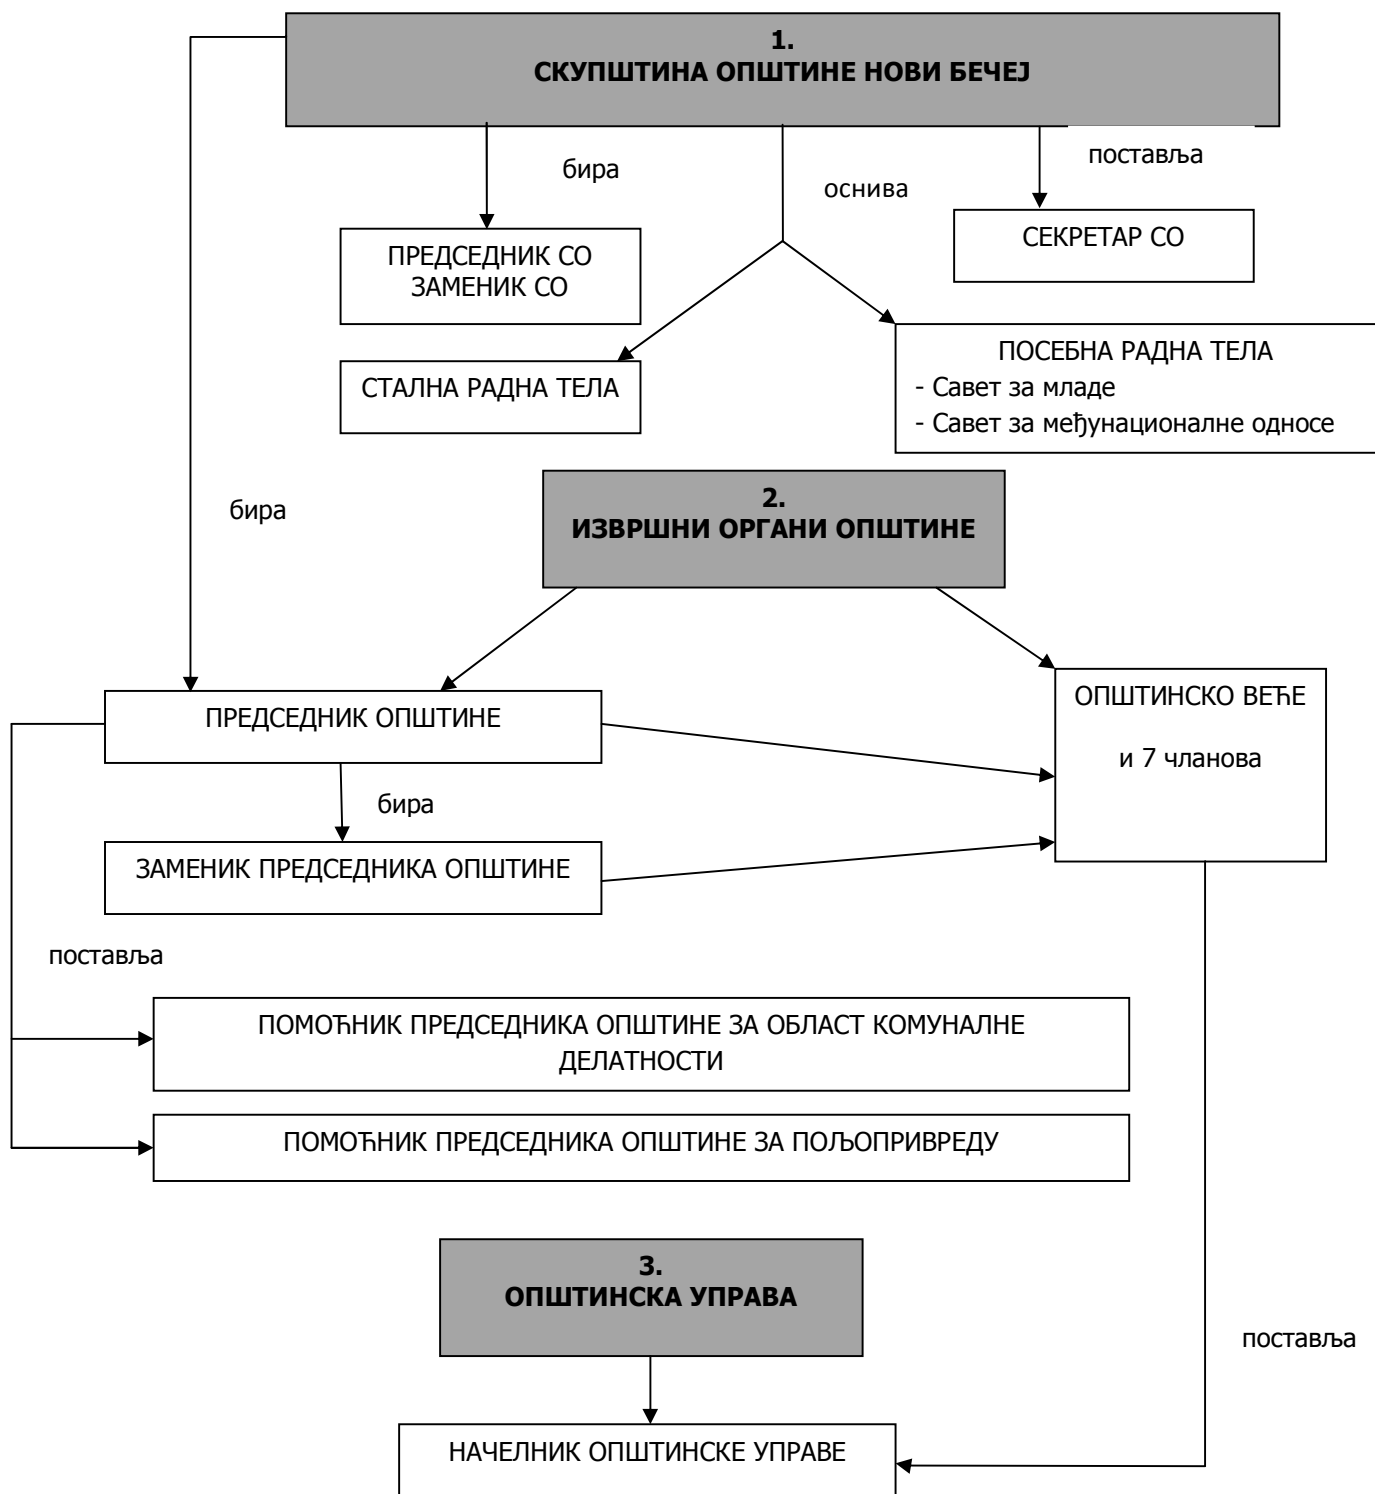 1.
СКУПШТИНА ОПШТИНЕ НОВИ БЕЧЕЈ
бира
оснива
поставља
ПРЕДСЕДНИК СО
ЗАМЕНИК СО
СЕКРЕТАР СО
СТАЛНА РАДНА ТЕЛА
ПОСЕБНА РАДНА ТЕЛА
- Савет за младе
- Савет за међунационалне односе
бира
2.
ИЗВРШНИ ОРГАНИ ОПШТИНЕ
ПРЕДСЕДНИК ОПШТИНЕ
ОПШТИНСКО ВЕЋЕ
и 7 чланова
бира
ЗАМЕНИК ПРЕДСЕДНИКА ОПШТИНЕ
поставља
ПОМОЋНИК ПРЕДСЕДНИКА ОПШТИНЕ ЗА ОБЛАСТ КОМУНАЛНЕ
ДЕЛАТНОСТИ
ПОМОЋНИК ПРЕДСЕДНИКА ОПШТИНЕ ЗА ПОЉОПРИВРЕДУ
3.
ОПШТИНСКА УПРАВА
поставља
НАЧЕЛНИК ОПШТИНСКЕ УПРАВЕ